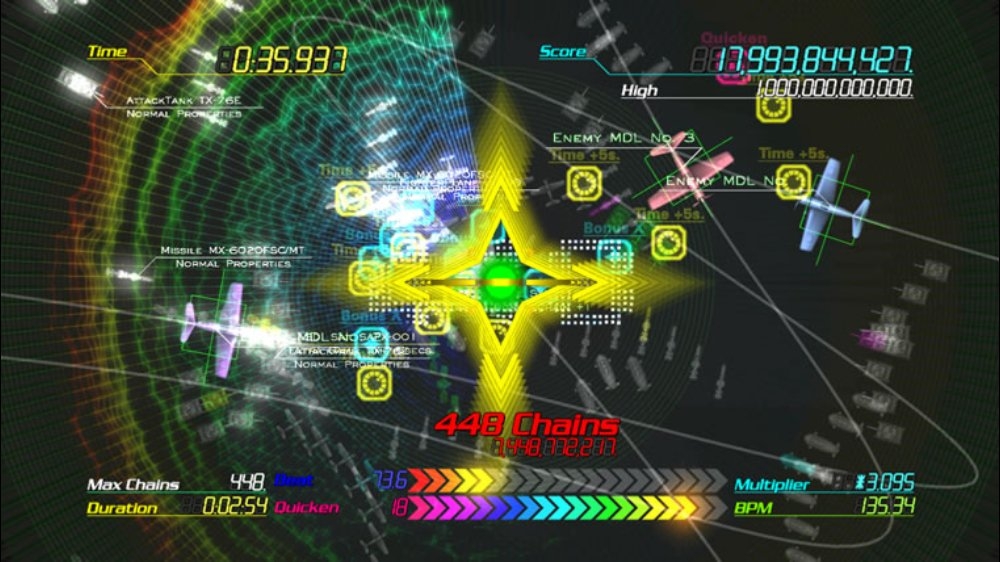 Time 0:35.937
Score 17,993,844,427.
High 1,000,000,000,000.
Quicken
AttackTank TX-76E
Normal Properties
Enemy MDL No. 3
Time +5s.
Time +5s.
Enemy MDL No.
Time +5s.
Bonus X
Missile MX-6020FSC/MT
Normal Properties
Bonus X
Normal Properties
448 Chains
Max Chains 448
Beat 73.6
Multiplier *3.095
Duration 0:02:54
Quicken 18
BPM 135.34